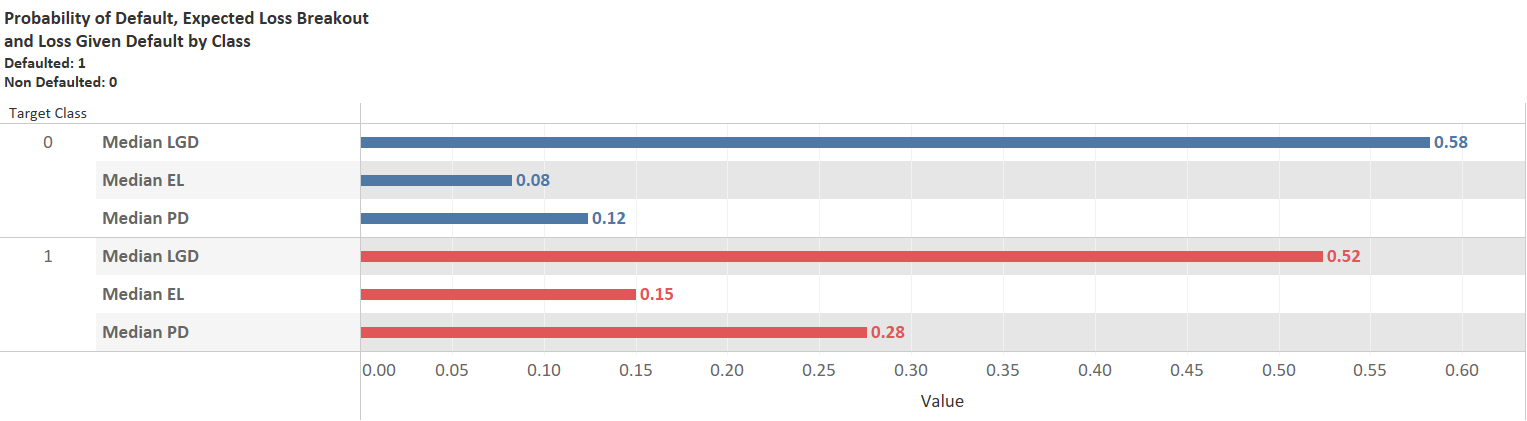 Probability of Default, Expected Loss Breakout
and Loss Given Default by Class
Defaulted: 1
Non Defaulted: 0
Target Class
0 Median LGD 0.58
Median EL 0.08
Median PD 0.12
1 Median LGD 0.52
Median EL 0.15
Median PD 0.28
0.00 0.05 0.10 0.15 0.20 0.25 0.30 0.35 0.40 0.45 0.50 0.55 0.60
Value